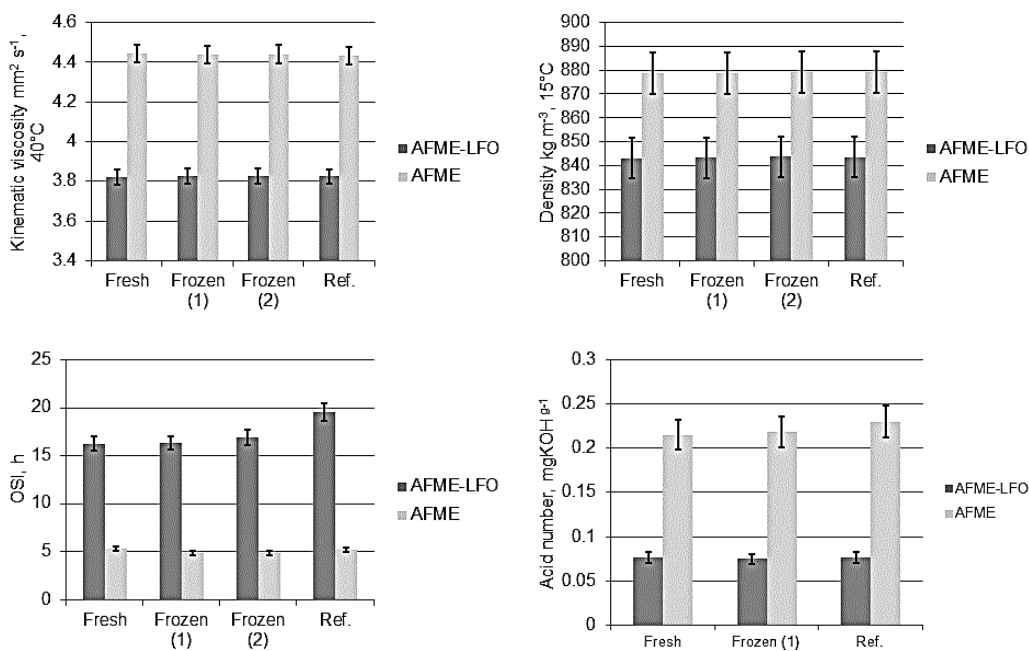 4.6
4.4
4.2
4
3.8
3.6
3.4
Kinematic viscosity mm² s⁻¹,
40°C
Fresh Frozen Frozen Ref.
(1) (2)
AFME-LFO
AFME
900
890
880
870
860
850
840
830
820
810
800
Density kg m⁻³, 15°C
Fresh Frozen Frozen Ref.
(1) (2)
AFME-LFO
AFME
25
20
15
10
5
0
OSI, h
Fresh Frozen Frozen Ref.
(1) (2)
AFME-LFO
AFME
0.3
0.25
0.2
0.15
0.1
0.05
0
Acid number, mgKOH g⁻¹
Fresh Frozen (1) Ref.
AFME-LFO
AFME